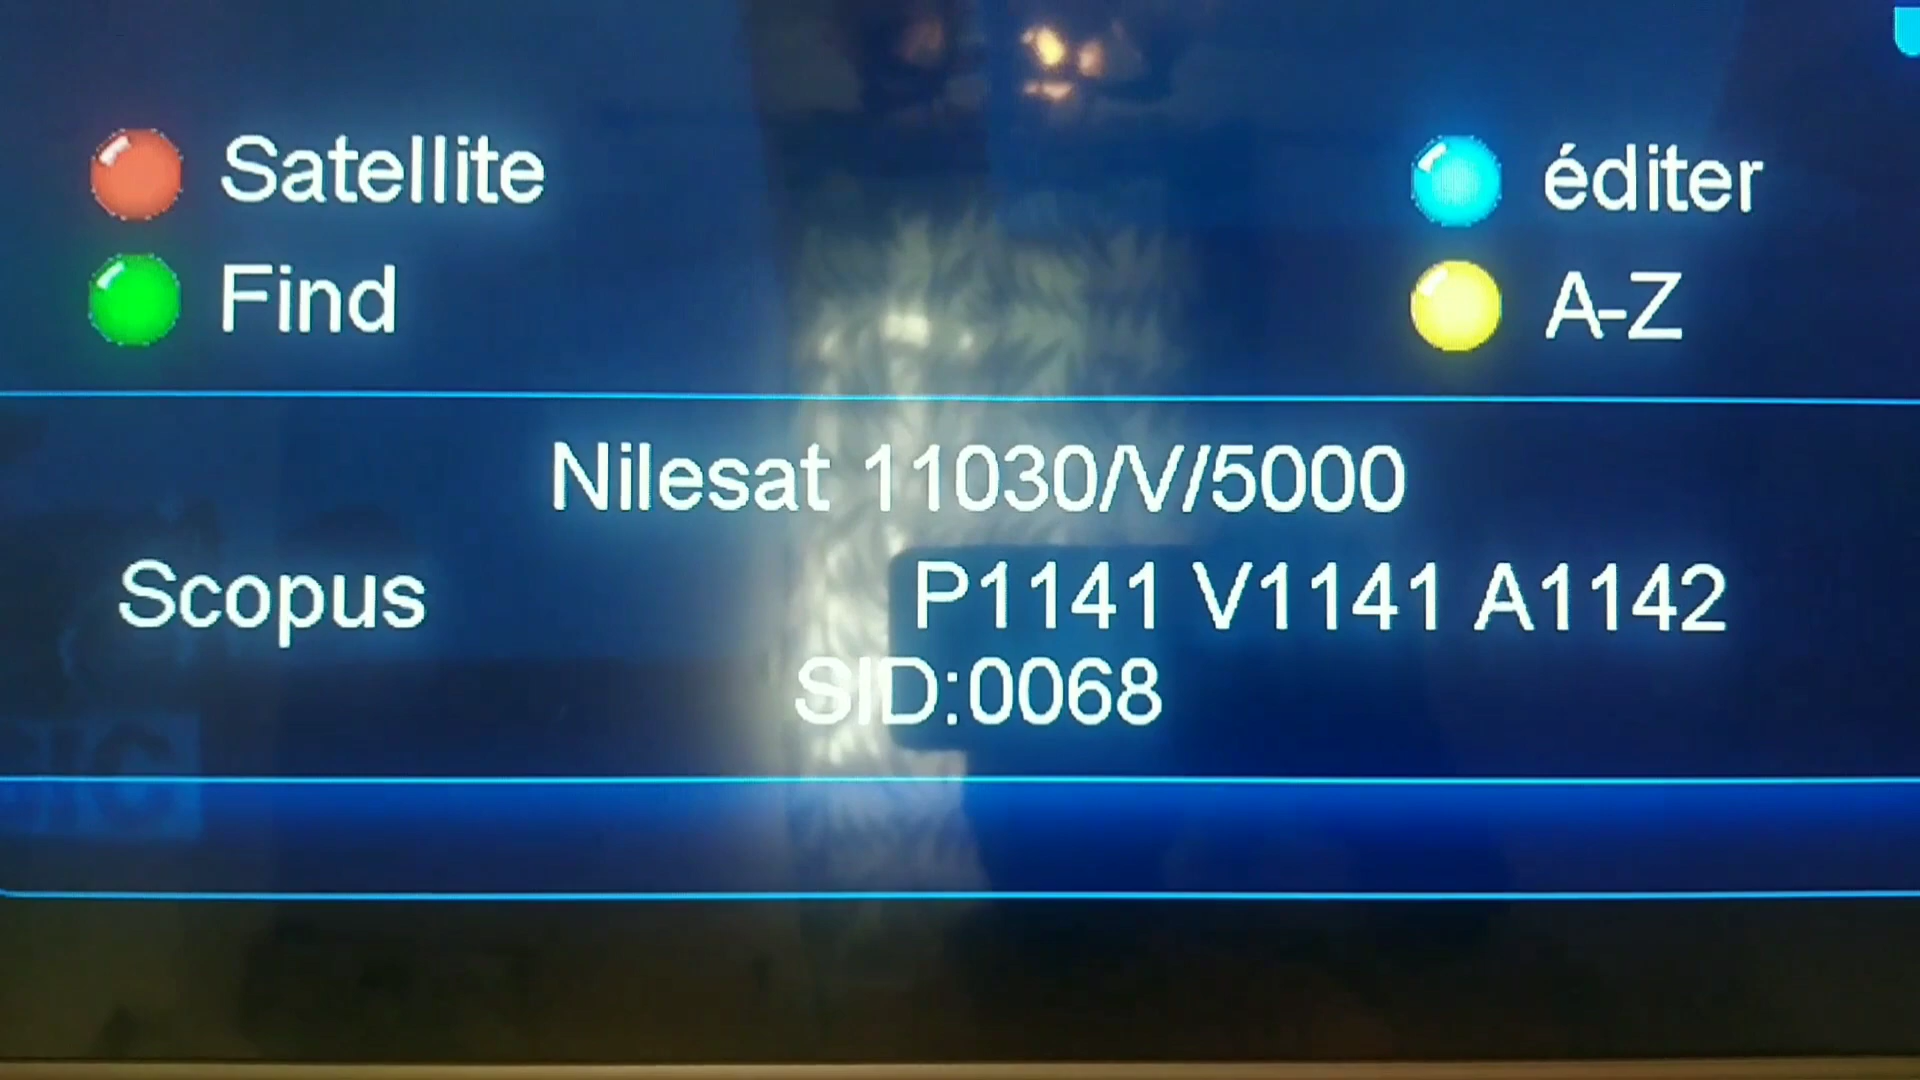 Satellite
éditer
Find
A-Z
Nilesat 11030/V/5000
Scopus
P1141 V1141 A1142
SID:0068